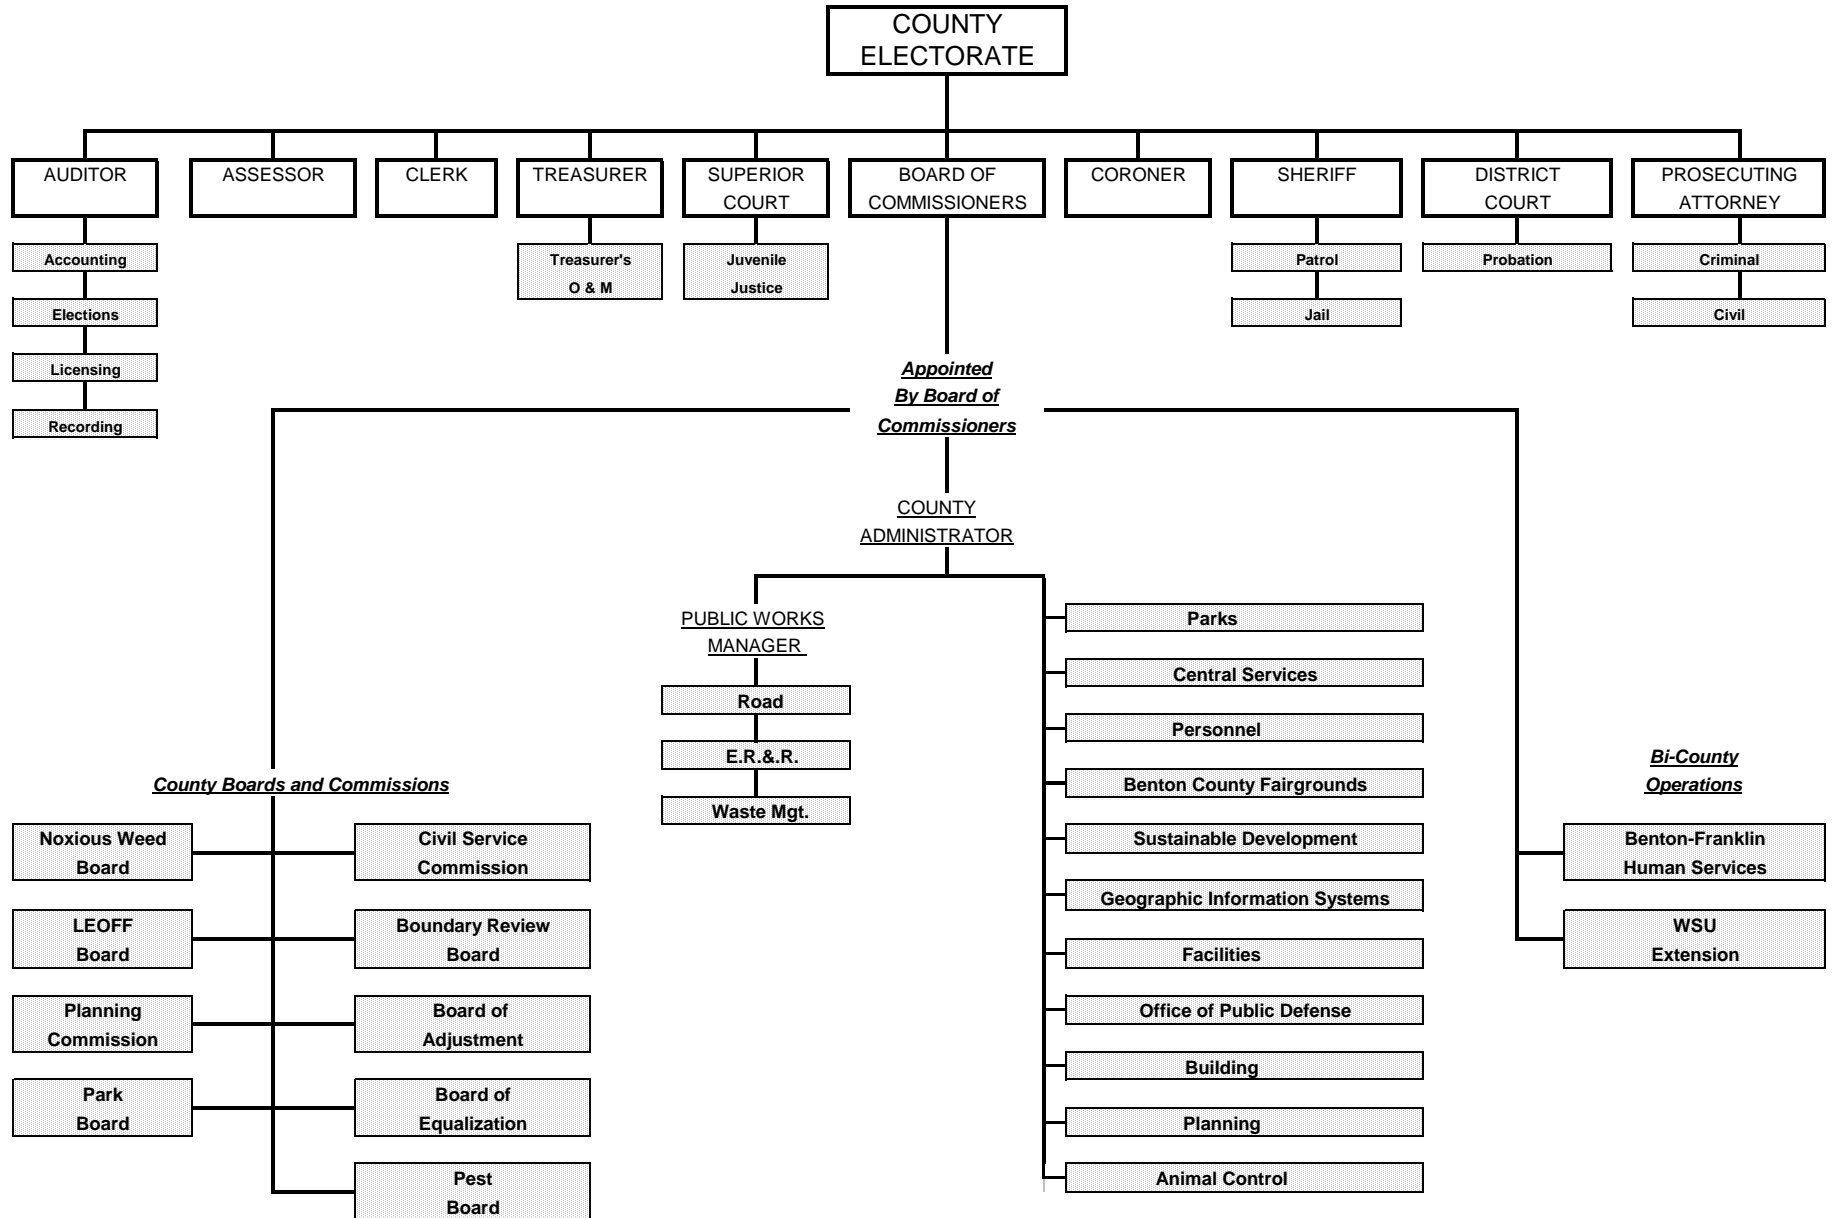 COUNTY
ELECTORATE
AUDITOR
ASSESSOR
CLERK
TREASURER
SUPERIOR
COURT
BOARD OF
COMMISSIONERS
CORONER
SHERIFF
DISTRICT
COURT
PROSECUTING
ATTORNEY
Accounting
Elections
Licensing
Recording
Treasurer's
O & M
Juvenile
Justice
Patrol
Jail
Probation
Criminal
Civil
Appointed
By Board of
Commissioners
COUNTY
ADMINISTRATOR
PUBLIC WORKS
MANAGER
Road
E.R.&.R.
Waste Mgt.
Parks
Central Services
Personnel
Benton County Fairgrounds
Sustainable Development
Geographic Information Systems
Facilities
Office of Public Defense
Building
Planning
Animal Control
County Boards and Commissions
Noxious Weed
Board
Civil Service
Commission
LEOFF
Board
Boundary Review
Board
Planning
Commission
Board of
Adjustment
Park
Board
Board of
Equalization
Pest
Board
Bi-County
Operations
Benton-Franklin
Human Services
WSU
Extension